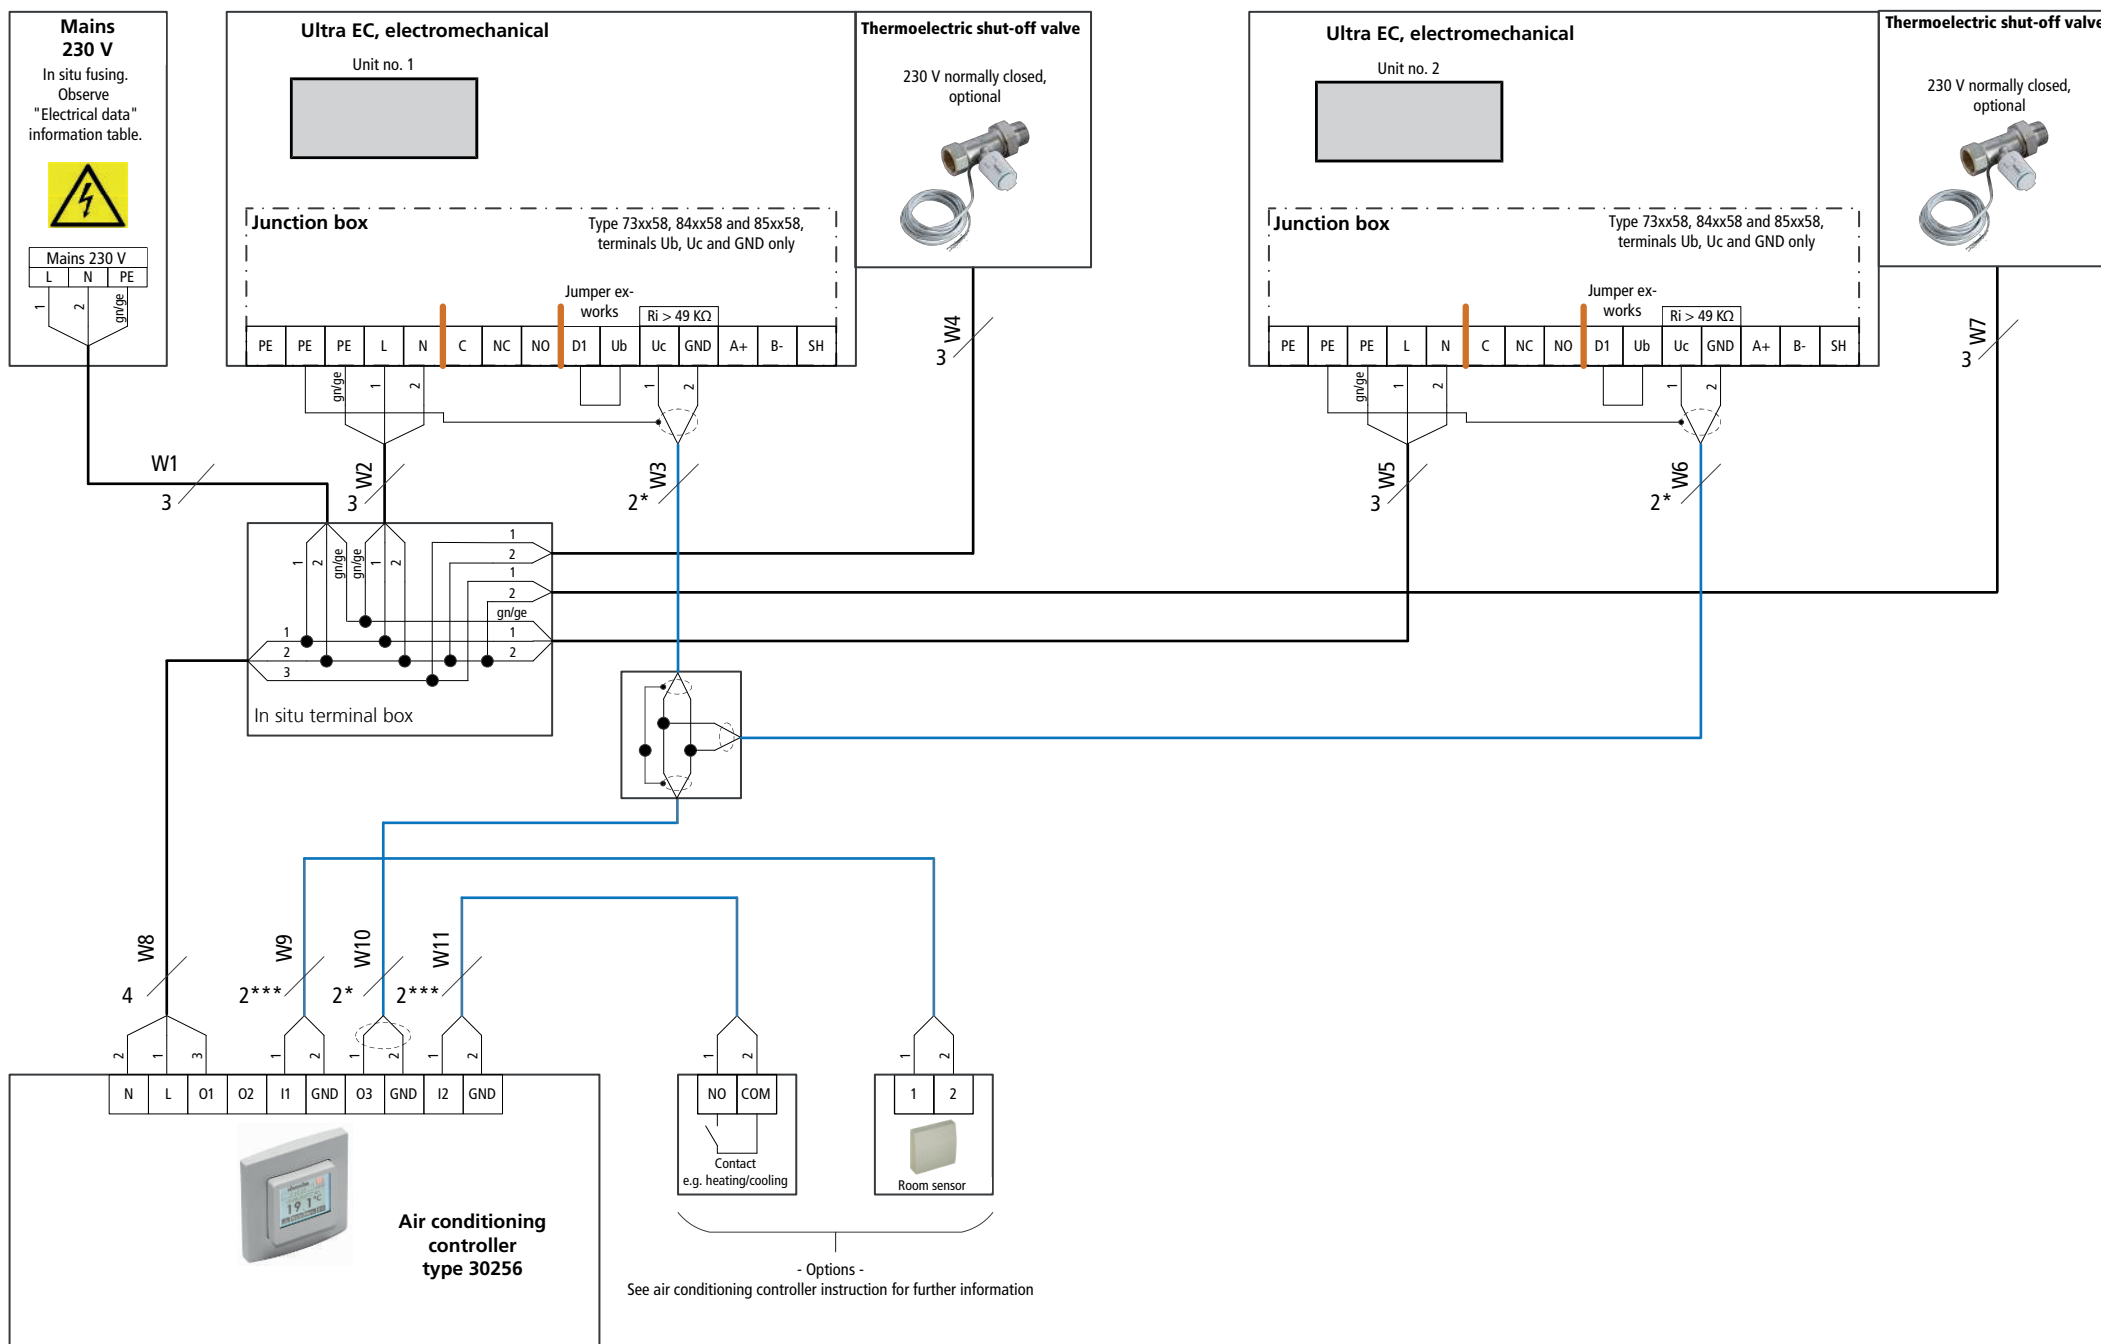 Mains
230 V
In situ fusing.
Observe
"Electrical data"
information table.
Mains 230 V
L N PE
1 2 gn/ge
Ultra EC, electromechanical
Unit no. 1
Junction box
Type 73xx58, 84xx58 and 85xx58,
terminals Ub, Uc and GND only
Jumper ex-
works
Ri > 49 KΩ
PE PE PE L N C NC NO D1 Ub Uc GND A+ B- SH
gn/ge 1 2 1 2
Thermoelectric shut-off valve
230 V normally closed,
optional
Ultra EC, electromechanical
Unit no. 2
Junction box
Type 73xx58, 84xx58 and 85xx58,
terminals Ub, Uc and GND only
Jumper ex-
works
Ri > 49 KΩ
PE PE PE L N C NC NO D1 Ub Uc GND A+ B- SH
gn/ge 1 2 1 2
Thermoelectric shut-off valve
230 V normally closed,
optional
W1
3
W2
3
W3
2*
W4
3
W5
3
W6
2*
W7
3
1 2 gn/ge gn/ge 1 2
1
2
1
2
gn/ge
1 1
2 2
3
In situ terminal box
W8
4
W9
2***
W10
2*
W11
2***
2 1 3 1 2 1 2 1 2
N L O1 O2 I1 GND O3 GND I2 GND
19.1°C
Air conditioning
controller
type 30256
1 2
NO COM
Contact
e.g. heating/cooling
1 2
1 2
Room sensor
- Options -
See air conditioning controller instruction for further information